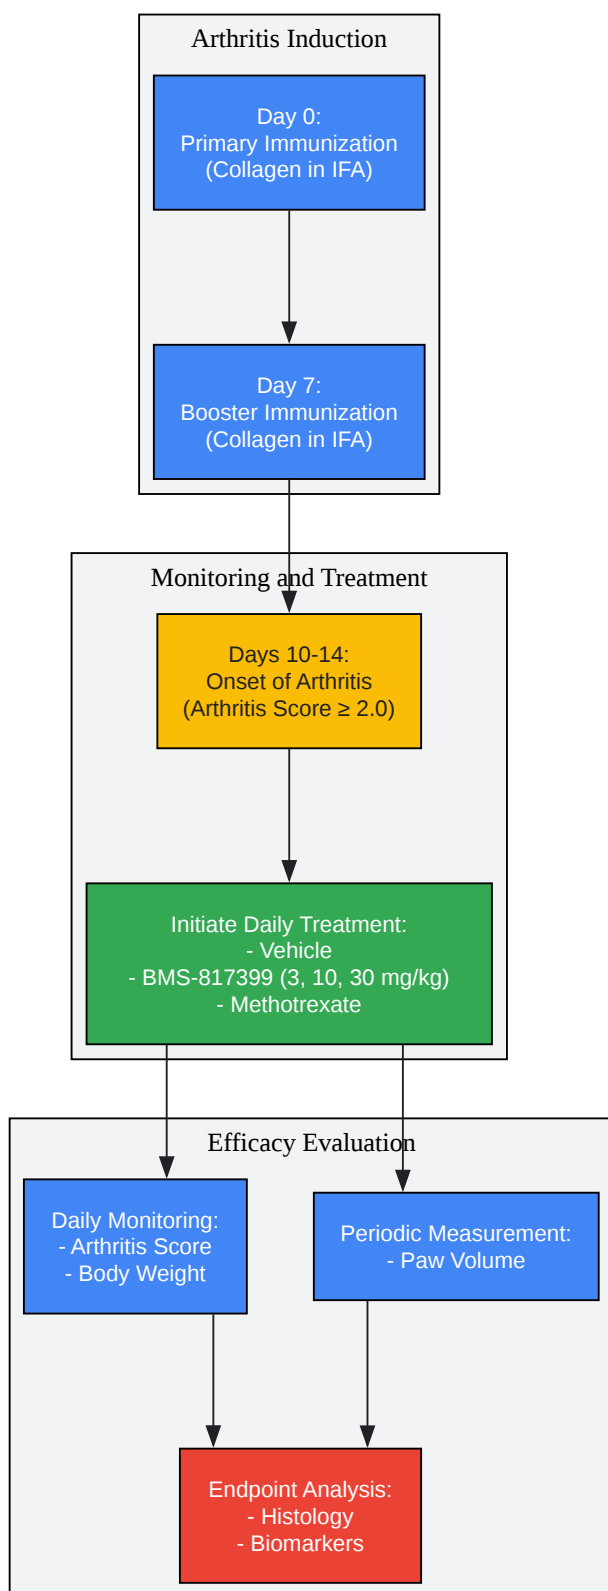 Arthritis Induction
Day 0:
Primary Immunization
(Collagen in IFA)
Day 7:
Booster Immunization
(Collagen in IFA)
Monitoring and Treatment
Days 10-14:
Onset of Arthritis
(Arthritis Score ≥ 2.0)
Initiate Daily Treatment:
- Vehicle
- BMS-817399 (3, 10, 30 mg/kg)
- Methotrexate
Efficacy Evaluation
Daily Monitoring:
- Arthritis Score
- Body Weight
Periodic Measurement:
- Paw Volume
Endpoint Analysis:
- Histology
- Biomarkers